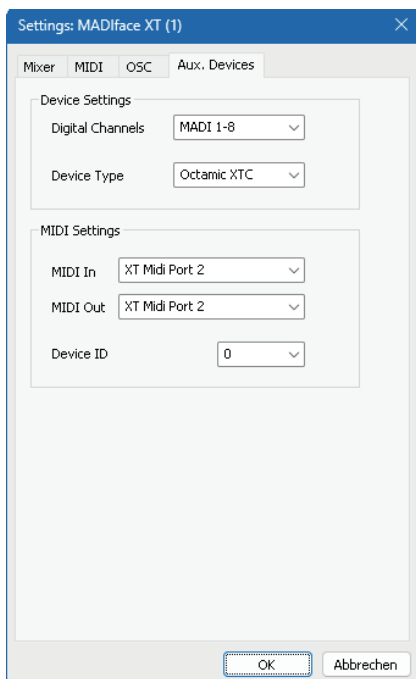 Settings: MADIface XT (1)
Mixer MIDI OSC Aux. Devices
Device Settings
Digital Channels MADI 1-8
Device Type Octamic XTC
MIDI Settings
MIDI In XT Midi Port 2
MIDI Out XT Midi Port 2
Device ID 0
OK Abbrechen